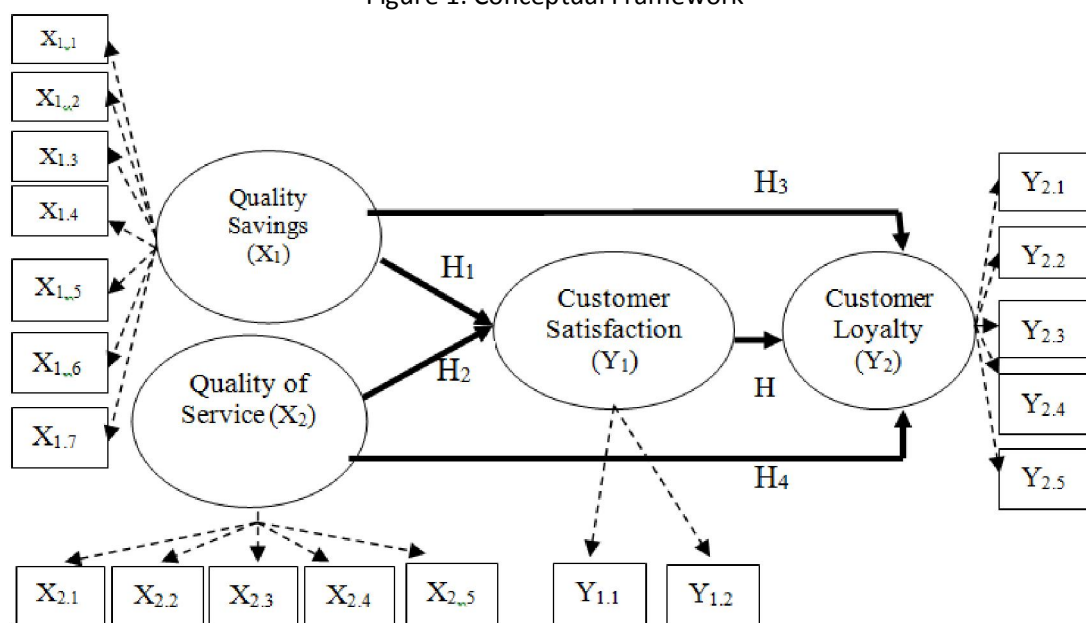 Figure 1. Conceptual Framework
X1,,1
X1,,2
X1.3
X1.4
X1,,5
X1,,6
X1.7
Quality
Savings
(X1)
H3
H1
H2
Quality of
Service (X2)
Customer
Satisfaction
(Y1)
H
Customer
Loyalty
(Y2)
H4
Y2.1
Y2.2
Y2.3
Y2.4
Y2.5
X2.1
X2.2
X2.3
X2.4
X2,,5
Y1.1
Y1.2